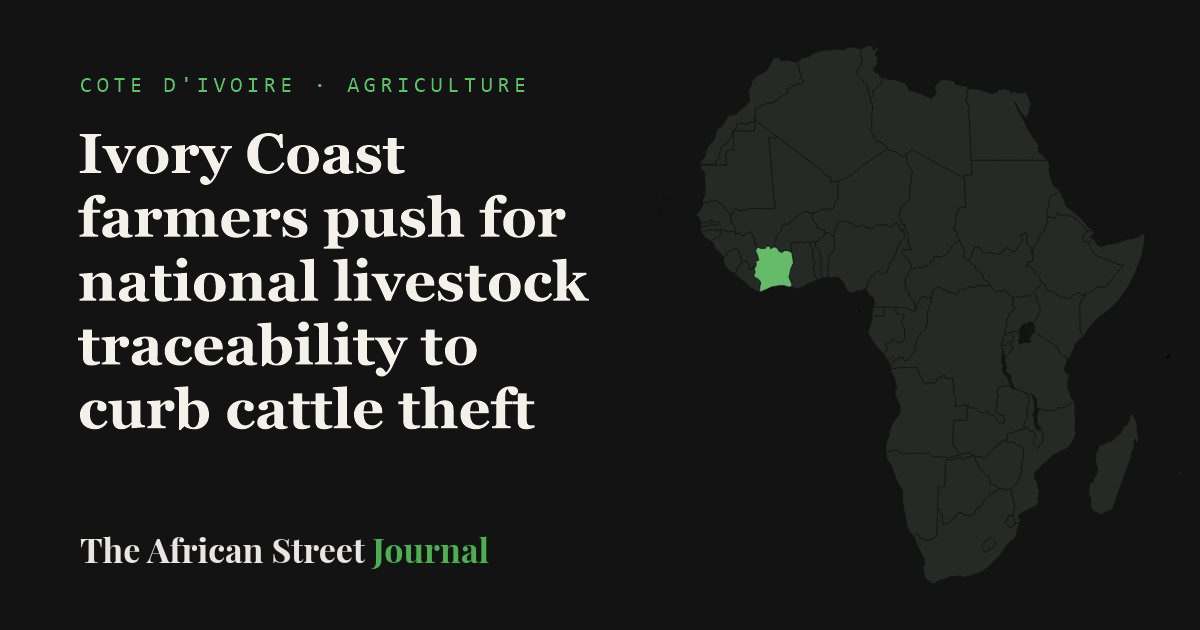 COTE D'IVOIRE · AGRICULTURE
Ivory Coast
farmers push for
national livestock
traceability to
curb cattle theft
The African Street Journal